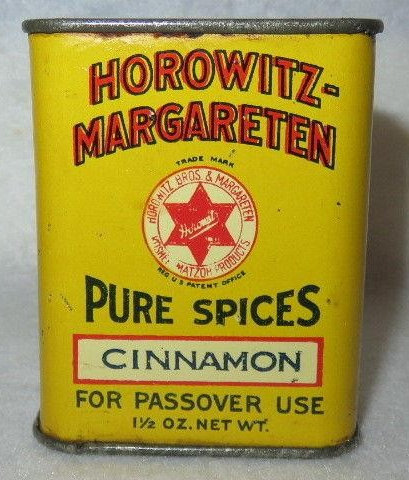 HOROWITZ-
MARGARETEN
TRADE MARK
HOROWITZ BROS & MARGARETEN
Horomar
MATZOH PRODUCTS
REG U.S PATENT OFFICE
PURE SPICES
CINNAMON
FOR PASSOVER USE
1½ OZ. NET WT.